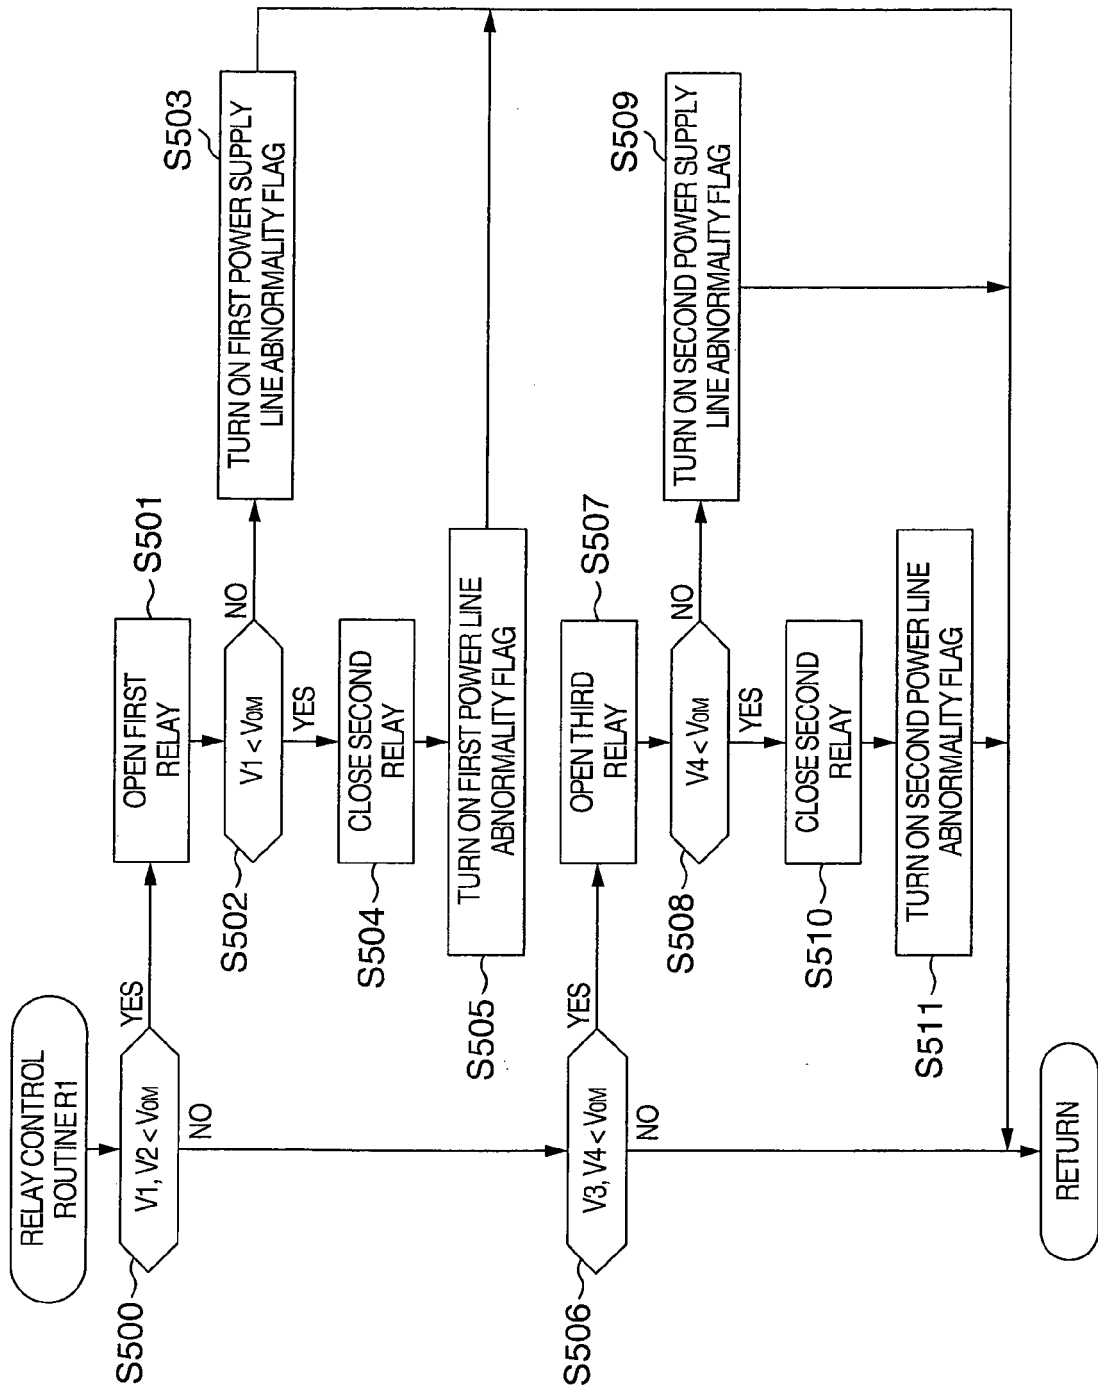 RELAY CONTROL
ROUTINE R1
S500
V1, V2 < VOM
YES
NO
S501
OPEN FIRST
RELAY
S502
V1 < VOM
NO
YES
S503
TURN ON FIRST POWER SUPPLY
LINE ABNORMALITY FLAG
S504
CLOSE SECOND
RELAY
S505
TURN ON FIRST POWER LINE
ABNORMALITY FLAG
S506
V3, V4 < VOM
YES
NO
S507
OPEN THIRD
RELAY
S508
V4 < VOM
NO
YES
S509
TURN ON SECOND POWER SUPPLY
LINE ABNORMALITY FLAG
S510
CLOSE SECOND
RELAY
S511
TURN ON SECOND POWER LINE
ABNORMALITY FLAG
RETURN